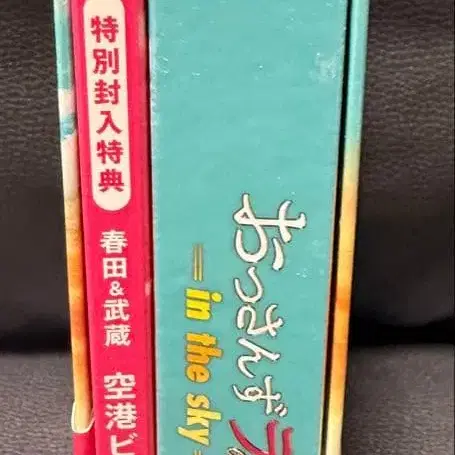 特別封入特典
春田&武蔵 空港ビ
おっさんずラ
-in the sky-